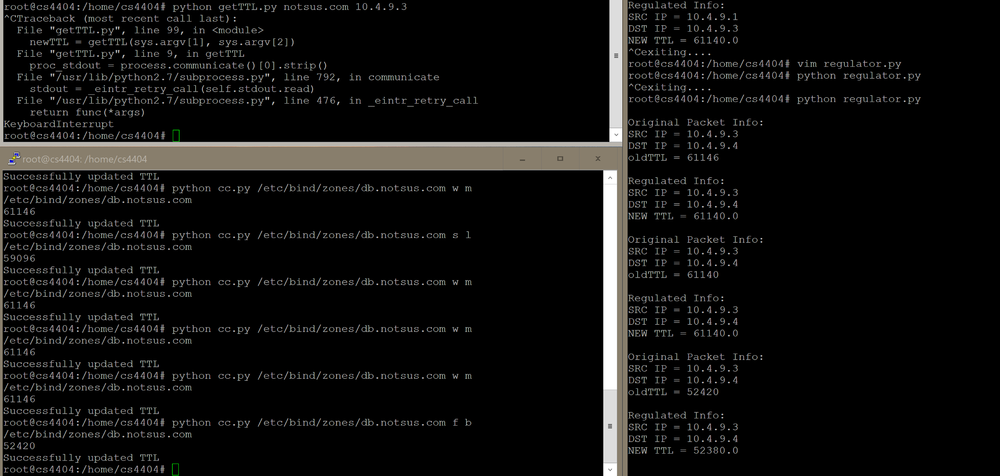 root@cs4404:/home/cs4404# python getTTL.py notsus.com 10.4.9.3
^CTraceback (most recent call last):
  File "getTTL.py", line 99, in <module>
    newTTL = getTTL(sys.argv[1], sys.argv[2])
  File "getTTL.py", line 9, in getTTL
    proc_stdout = process.communicate()[0].strip()
  File "/usr/lib/python2.7/subprocess.py", line 792, in communicate
    stdout = _eintr_retry_call(self.stdout.read)
  File "/usr/lib/python2.7/subprocess.py", line 476, in _eintr_retry_call
    return func(*args)
KeyboardInterrupt
root@cs4404:/home/cs4404#
root@cs4404: /home/cs4404
Successfully updated TTL
root@cs4404:/home/cs4404# python cc.py /etc/bind/zones/db.notsus.com w m
/etc/bind/zones/db.notsus.com
61146
Successfully updated TTL
root@cs4404:/home/cs4404# python cc.py /etc/bind/zones/db.notsus.com s l
/etc/bind/zones/db.notsus.com
59096
Successfully updated TTL
root@cs4404:/home/cs4404# python cc.py /etc/bind/zones/db.notsus.com w m
/etc/bind/zones/db.notsus.com
61146
Successfully updated TTL
root@cs4404:/home/cs4404# python cc.py /etc/bind/zones/db.notsus.com w m
/etc/bind/zones/db.notsus.com
61146
Successfully updated TTL
root@cs4404:/home/cs4404# python cc.py /etc/bind/zones/db.notsus.com w m
/etc/bind/zones/db.notsus.com
61146
Successfully updated TTL
root@cs4404:/home/cs4404# python cc.py /etc/bind/zones/db.notsus.com f b
/etc/bind/zones/db.notsus.com
52420
Successfully updated TTL
root@cs4404:/home/cs4404#
Regulated Info:
SRC IP = 10.4.9.1
DST IP = 10.4.9.3
NEW TTL = 61140.0
^Cexiting....
root@cs4404:/home/cs4404# vim regulator.py
root@cs4404:/home/cs4404# python regulator.py
^Cexiting....
root@cs4404:/home/cs4404# python regulator.py
Original Packet Info:
SRC IP = 10.4.9.3
DST IP = 10.4.9.4
oldTTL = 61146
Regulated Info:
SRC IP = 10.4.9.3
DST IP = 10.4.9.4
NEW TTL = 61140.0
Original Packet Info:
SRC IP = 10.4.9.3
DST IP = 10.4.9.4
oldTTL = 61140
Regulated Info:
SRC IP = 10.4.9.3
DST IP = 10.4.9.4
NEW TTL = 61140.0
Original Packet Info:
SRC IP = 10.4.9.3
DST IP = 10.4.9.4
oldTTL = 52420
Regulated Info:
SRC IP = 10.4.9.3
DST IP = 10.4.9.4
NEW TTL = 52380.0